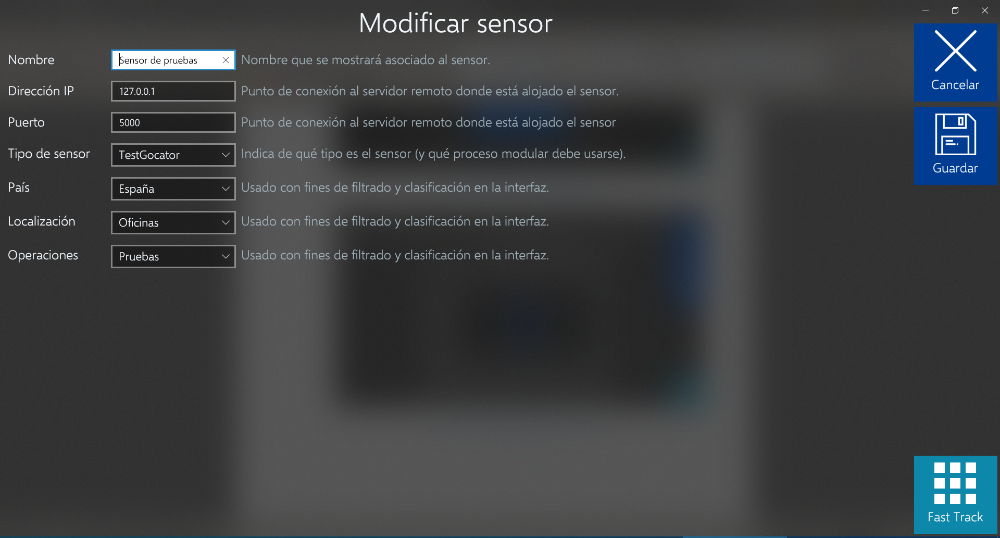 Modificar sensor
Nombre
Sensor de pruebas
Nombre que se mostrará asociado al sensor.
Dirección IP
127.0.0.1
Punto de conexión al servidor remoto donde está alojado el sensor.
Puerto
5000
Punto de conexión al servidor remoto donde está alojado el sensor
Tipo de sensor
TestGocator
Indica de qué tipo es el sensor (y qué proceso modular debe usarse).
País
España
Usado con fines de filtrado y clasificación en la interfaz.
Localización
Oficinas
Usado con fines de filtrado y clasificación en la interfaz.
Operaciones
Pruebas
Usado con fines de filtrado y clasificación en la interfaz.
Cancelar
Guardar
Fast Track